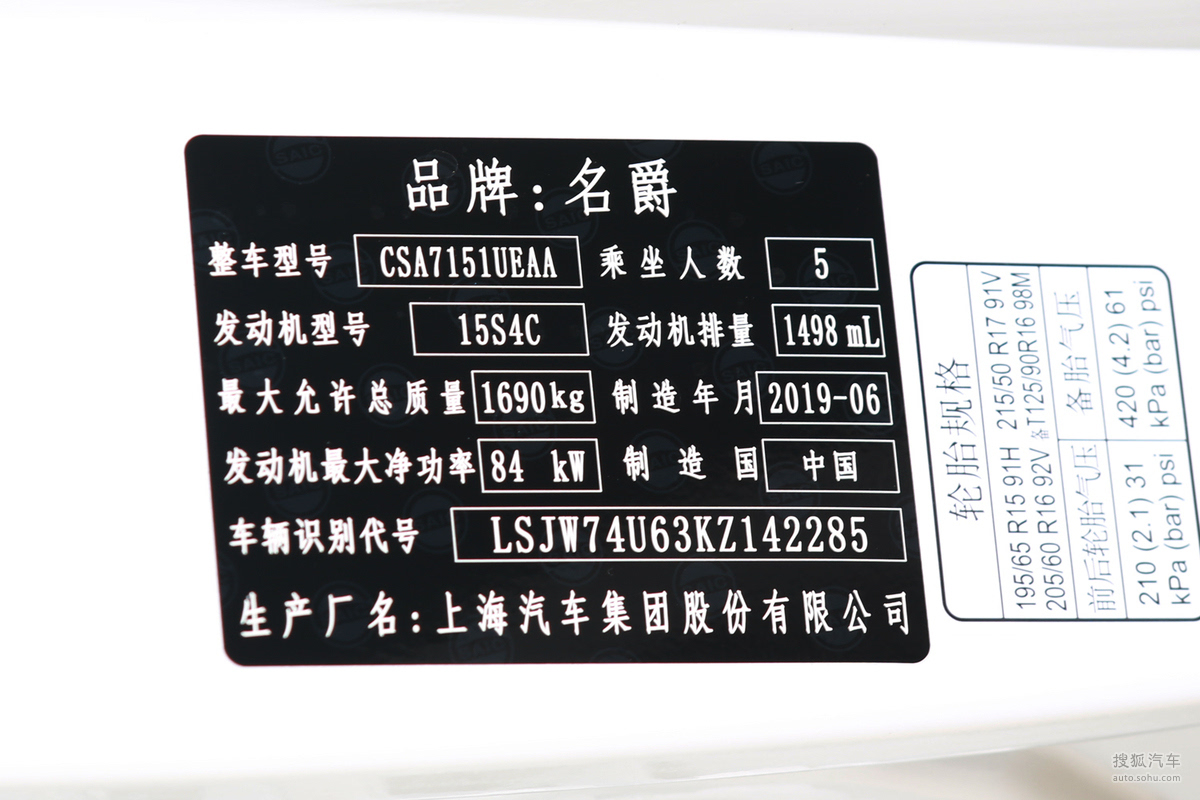 品牌:名爵
整车型号 CSA7151UEAA 乘坐人数 5
发动机型号 15S4C 发动机排量 1498 mL
最大允许总质量 1690kg 制造年月 2019-06
发动机最大净功率 84 kW 制造国 中国
车辆识别代号 LSJW74U63KZ142285
生产厂名:上海汽车集团股份有限公司
轮胎规格
195/65 R15 91H 215/50 R17 91V
205/60 R16 92V 备T125/90R16 98M
前后轮胎气压 备胎气压
210 (2.1) 31 420 (4.2) 61
kPa (bar) psi kPa (bar) psi
SAIC
搜狐汽车
auto.sohu.com